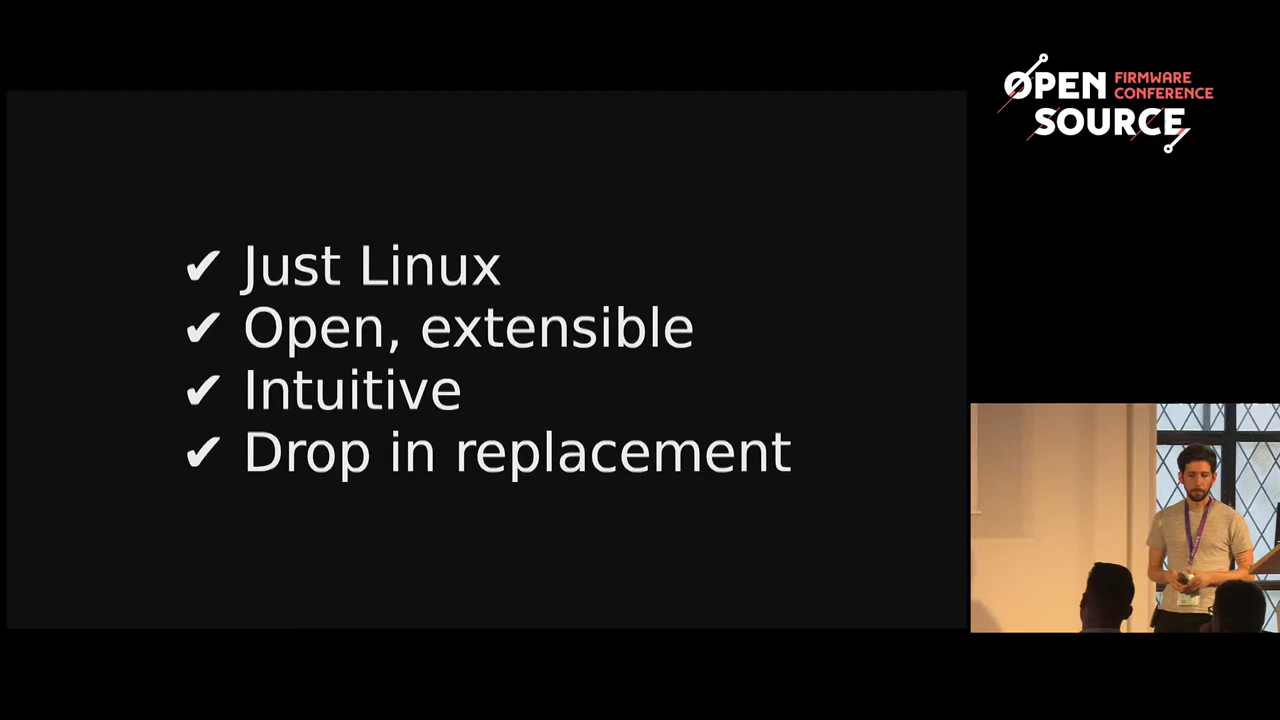 OPEN FIRMWARE
CONFERENCE
SOURCE
✔ Just Linux
✔ Open, extensible
✔ Intuitive
✔ Drop in replacement